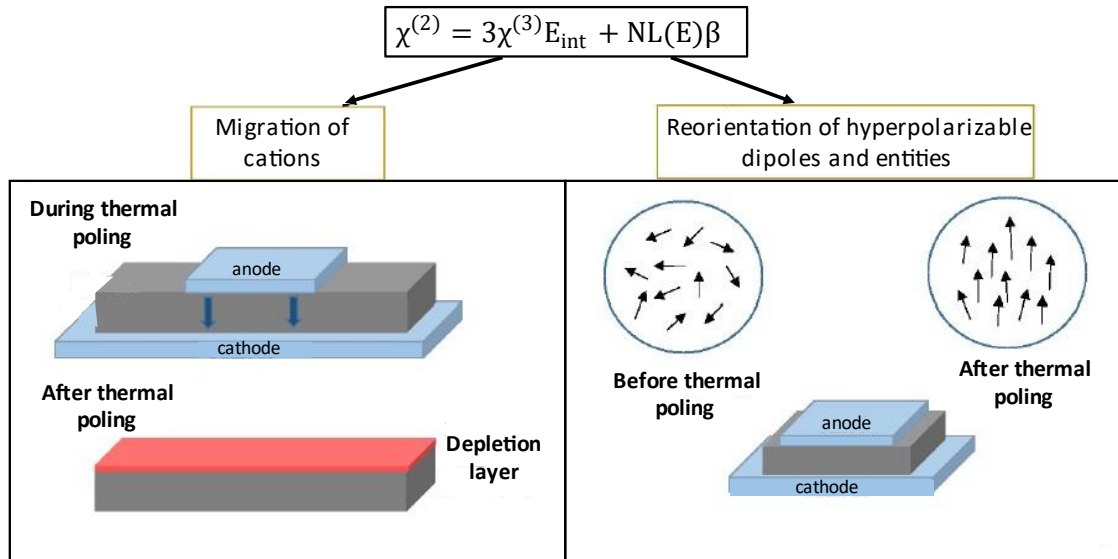 χ⁽²⁾ = 3χ⁽³⁾E_int + NL(E)β
Migration of
cations
Reorientation of hyperpolarizable
dipoles and entities
During thermal
poling
anode
cathode
After thermal
poling
Depletion
layer
Before thermal
poling
After thermal
poling
anode
cathode